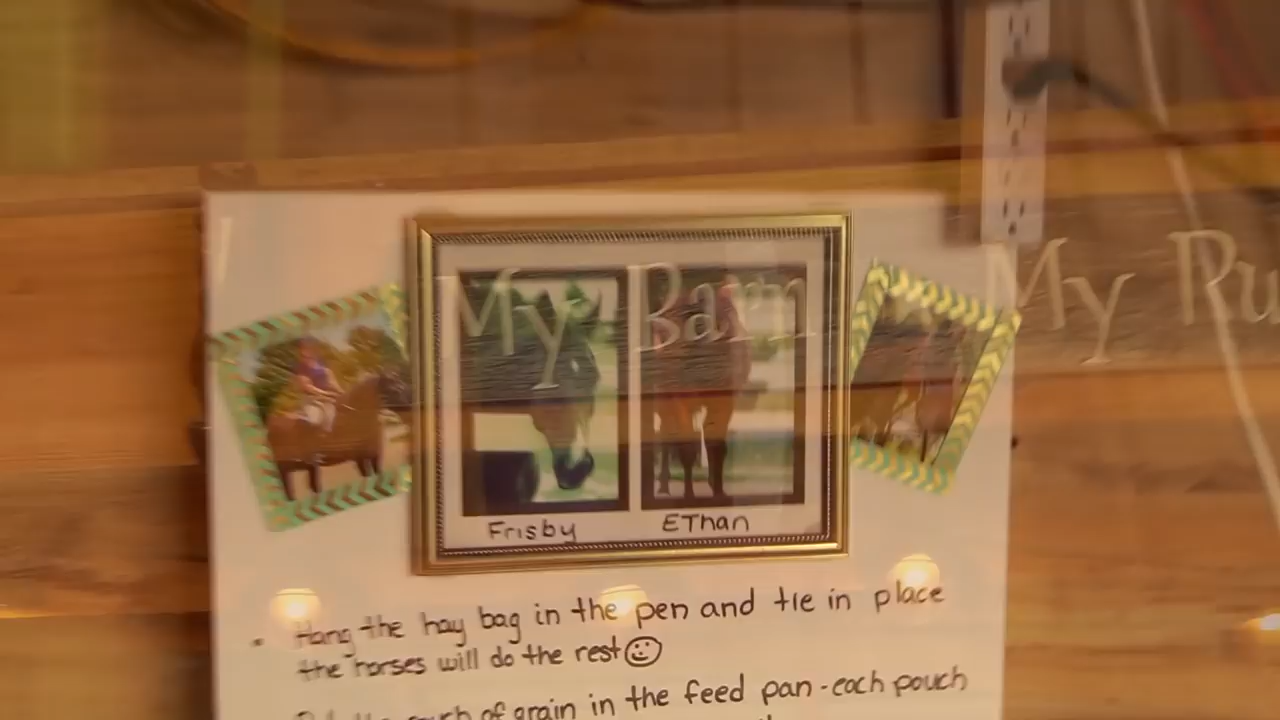 My Barn My Ru
Frisby EThan
• Hang the hay bag in the pen and tie in place
the horses will do the rest☺
of grain in the feed pan - each pouch